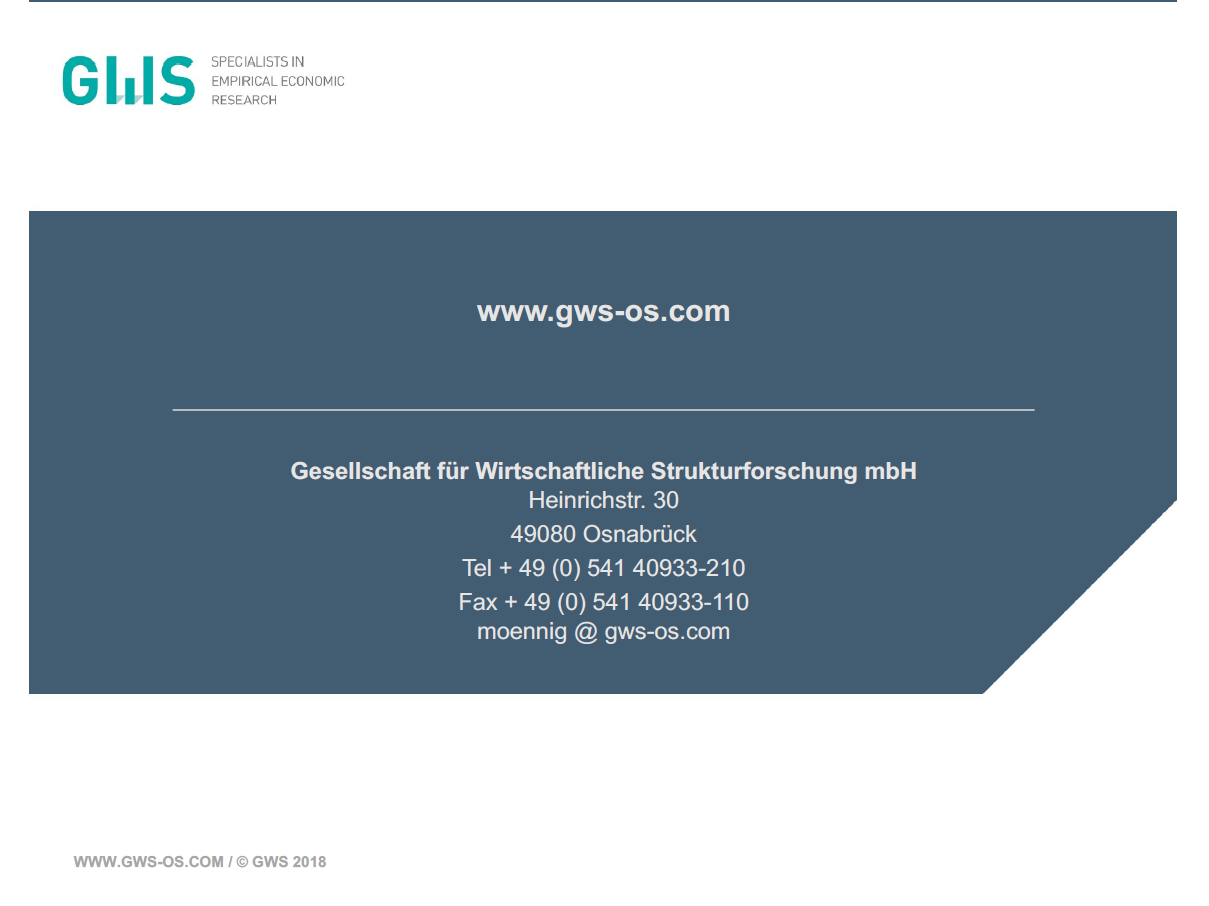 GWS
SPECIALISTS IN
EMPIRICAL ECONOMIC
RESEARCH
www.gws-os.com
Gesellschaft für Wirtschaftliche Strukturforschung mbH
Heinrichstr. 30
49080 Osnabrück
Tel + 49 (0) 541 40933-210
Fax + 49 (0) 541 40933-110
moennig @ gws-os.com
WWW.GWS-OS.COM / © GWS 2018